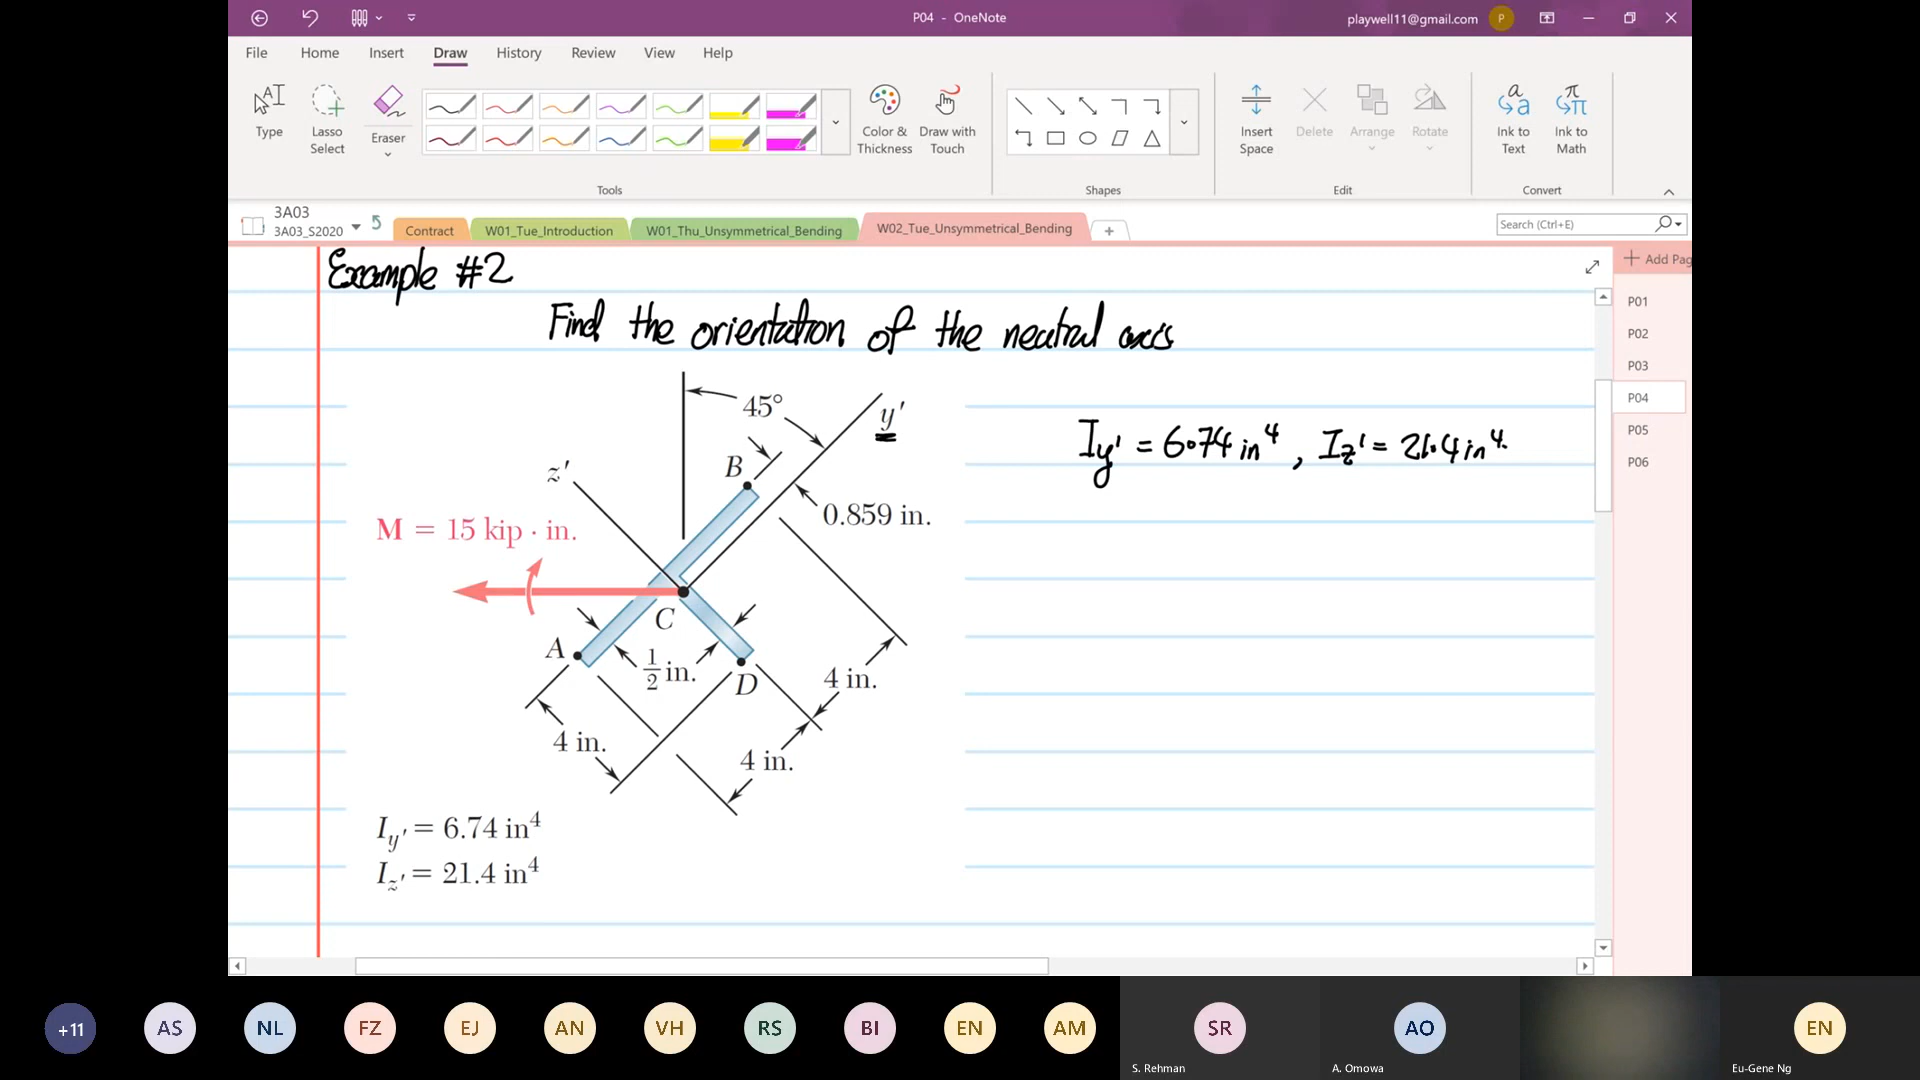 P04 - OneNote
playwell11@gmail.com
P
File
Home
Insert
Draw
History
Review
View
Help
Type
Lasso
Select
Eraser
Color &
Thickness
Draw with
Touch
Insert
Space
Delete
Arrange
Rotate
Ink to
Text
Ink to
Math
Tools
Shapes
Edit
Convert
3A03
3A03_S2020
Contract
W01_Tue_Introduction
W01_Thu_Unsymmetrical_Bending
W02_Tue_Unsymmetrical_Bending
Search (Ctrl+E)
Add Pag
P01
P02
P03
P04
P05
P06
Example #2
Find the orientation of the neutral axis
45°
y'
B
z'
0.859 in.
M = 15 kip · in.
C
A
1/2 in.
D
4 in.
4 in.
4 in.
Iy' = 6.74 in⁴
Iz' = 21.4 in⁴
Iy' = 6.74 in⁴, Iz' = 21.4 in⁴.
+11
AS
NL
FZ
EJ
AN
VH
RS
BI
EN
AM
SR
S. Rehman
AO
A. Omowa
EN
Eu-Gene Ng